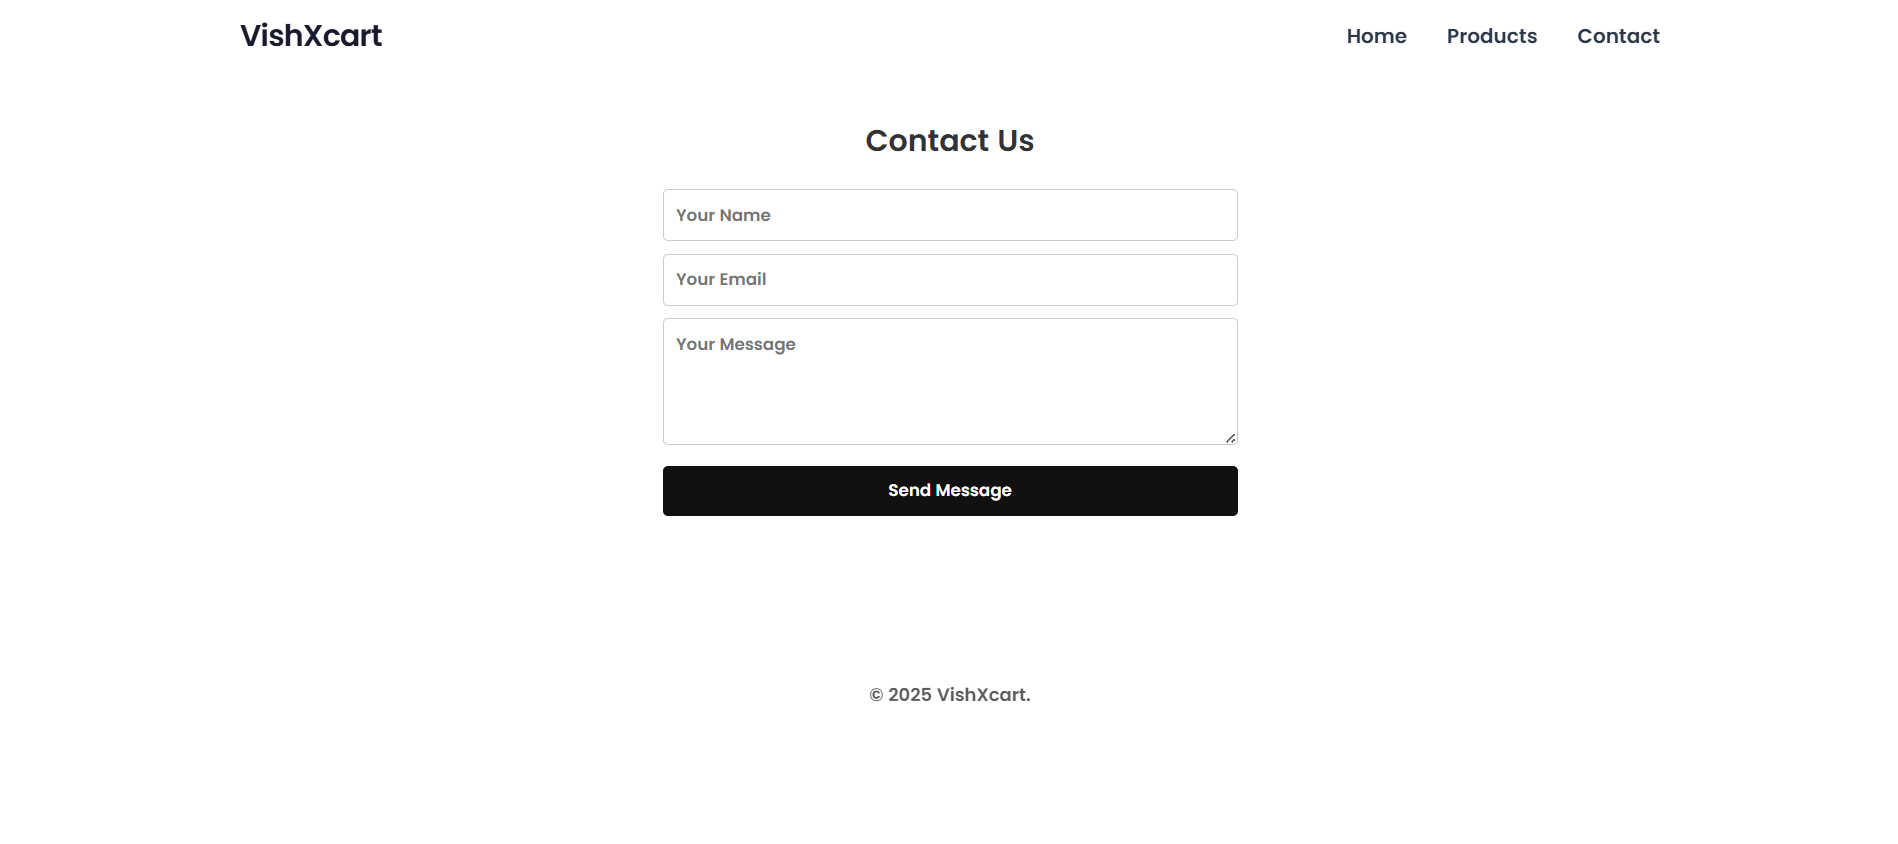 VishXcart
Home Products Contact
Contact Us
Your Name
Your Email
Your Message
Send Message
© 2025 VishXcart.